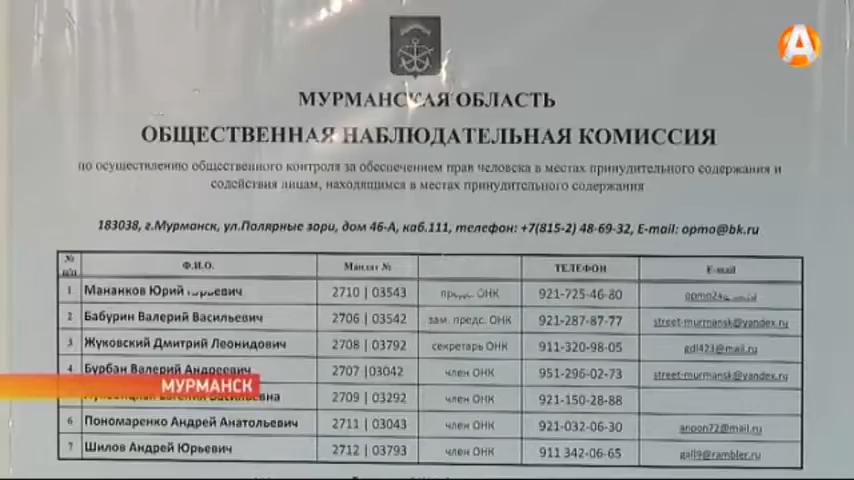 А
МУРМАНСКАЯ ОБЛАСТЬ
ОБЩЕСТВЕННАЯ НАБЛЮДАТЕЛЬНАЯ КОМИССИЯ
по осуществлению общественного контроля за обеспечением прав человека в местах принудительного содержания и
содействия лицам, находящимся в местах принудительного содержания
183038, г.Мурманск, ул.Полярные зори, дом 46-А, каб.111, телефон: +7(815-2) 48-69-32, E-mail: opmo@bk.ru
№ Ф.И.О. Мандат № ТЕЛЕФОН E-mail
п/п
1 Мананков Юрий Юрьевич 2710 | 03543 предс. ОНК 921-725-46-80
2 Бабурин Валерий Васильевич 2706 | 03542 зам. предс. ОНК 921-287-87-77 street-murmansk@yandex.ru
3 Жуковский Дмитрий Леонидович 2708 | 03792 секретарь ОНК 911-320-98-05 gdl423@mail.ru
4 Бурбан Валерий Андреевич 2707 |03042 член ОНК 951-296-02-73 street-murmansk@yandex.ru
МУРМАНСК
Васильевна 2709 | 03292 член ОНК 921-150-28-88
6 Пономаренко Андрей Анатольевич 2711 | 03043 член ОНК 921-032-06-30 anpon72@mail.ru
7 Шилов Андрей Юрьевич 2712 | 03793 член ОНК 911 342-06-65 gall9@rambler.ru